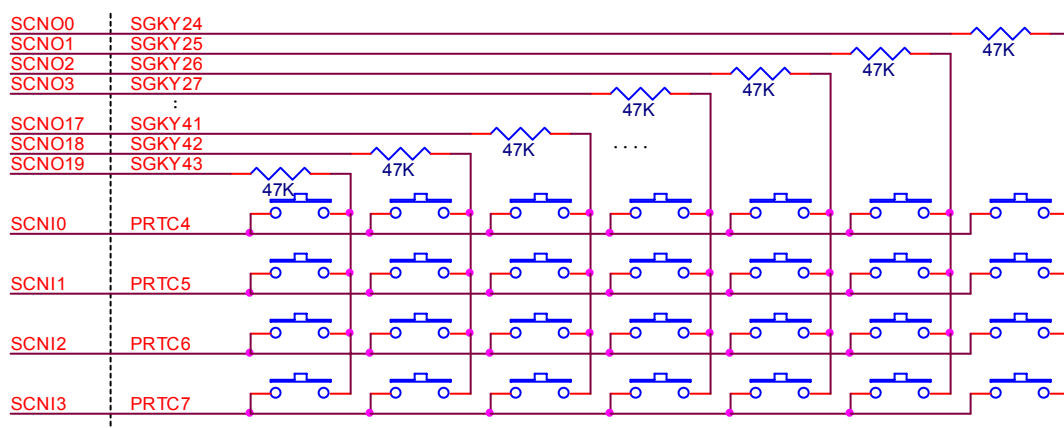 SCNO0 SGKY24
47K
SCNO1 SGKY25
47K
SCNO2 SGKY26
47K
SCNO3 SGKY27
47K
:
SCNO17 SGKY41
47K
....
SCNO18 SGKY42
47K
SCNO19 SGKY43
47K
SCNI0 PRTC4
SCNI1 PRTC5
SCNI2 PRTC6
SCNI3 PRTC7